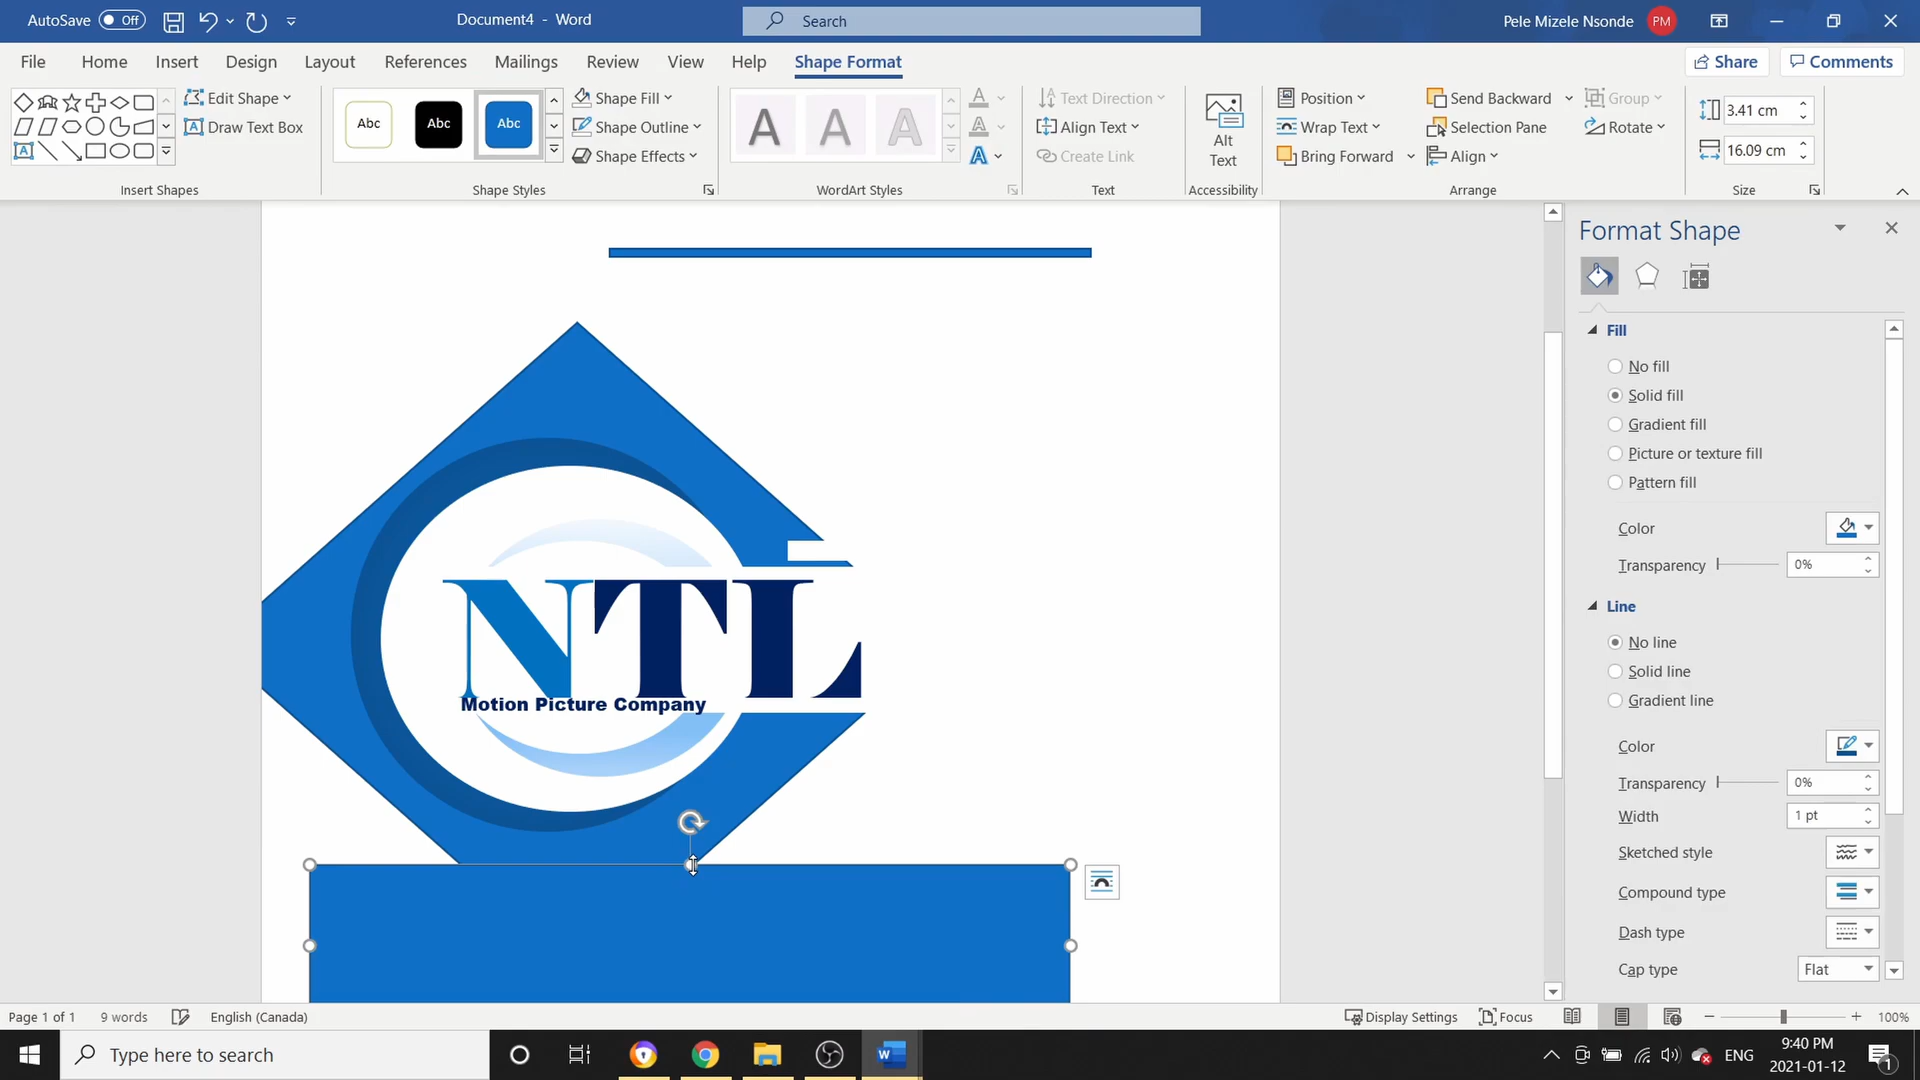 AutoSave Off
Document4 - Word
Search
Pele Mizele Nsonde PM
File Home Insert Design Layout References Mailings Review View Help Shape Format
Share Comments
Edit Shape
Draw Text Box
Insert Shapes
Abc Abc Abc
Shape Fill
Shape Outline
Shape Effects
Shape Styles
A A A
A
A
A
WordArt Styles
Text Direction
Align Text
Create Link
Text
Alt
Text
Accessibility
Position
Wrap Text
Bring Forward
Send Backward
Selection Pane
Align
Group
Rotate
Arrange
3.41 cm
16.09 cm
Size
NTL
Motion Picture Company
Format Shape
Fill
No fill
Solid fill
Gradient fill
Picture or texture fill
Pattern fill
Color
Transparency 0%
Line
No line
Solid line
Gradient line
Color
Transparency 0%
Width 1 pt
Sketched style
Compound type
Dash type
Cap type Flat
Page 1 of 1 9 words English (Canada)
Display Settings Focus 100%
Type here to search
ENG
9:40 PM
2021-01-12
1